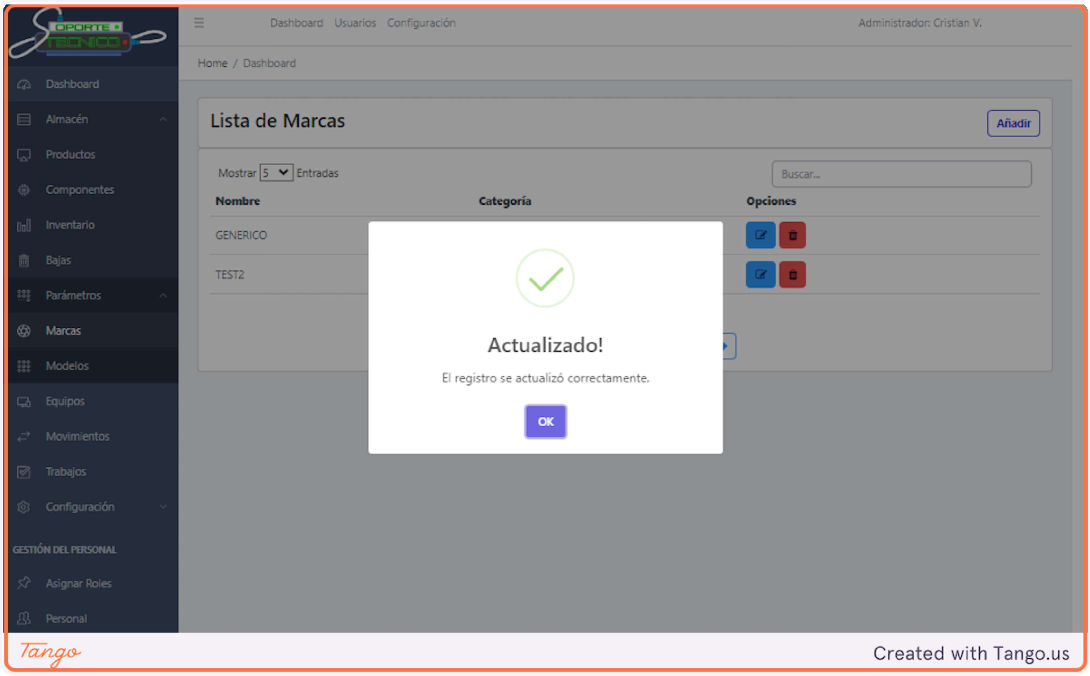 SOPORTE
TECNICO
Dashboard Usuarios Configuración
Administrador: Cristian V.
Home / Dashboard
Dashboard
Almacén
Productos
Componentes
Inventario
Bajas
Parámetros
Marcas
Modelos
Equipos
Movimientos
Trabajos
Configuración
GESTIÓN DEL PERSONAL
Asignar Roles
Personal
Lista de Marcas
Añadir
Mostrar 5 Entradas
Buscar...
Nombre Categoría Opciones
GENERICO
TEST2
Actualizado!
El registro se actualizó correctamente.
OK
Tango
Created with Tango.us